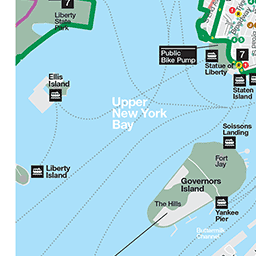 7
Liberty
State
Park
Public
Bike Pump
7
Statue of
Liberty
Ellis
Island
Staten
Island
Upper
New York
Bay
Soissons
Landing
Fort
Jay
Liberty
Island
Governors
Island
The Hills
Yankee
Pier
Buttermilk
Channel